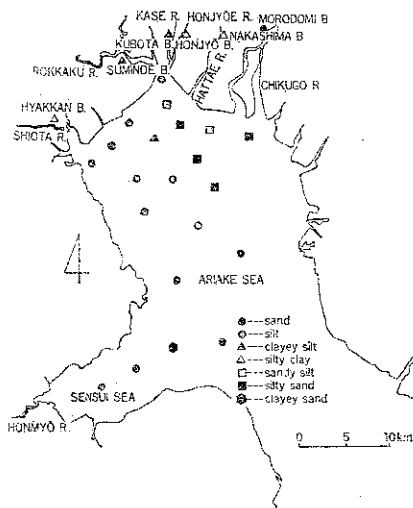 KASE R. HONJYOE R. MORODOMI B
KUBOTA B. HONJYO B. NAKASHIMA B
ROKKAKU R. SUMINOE B.
HATTAE R.
CHIKUGO R
HYAKKAN B.
SHIOTA R.
ARIAKE SEA
●----sand
○----silt
▲----clayey silt
△----silty clay
□----sandy silt
■----silty sand
----clayey sand
SENSUI SEA
HONMYO R.
0 5 10km